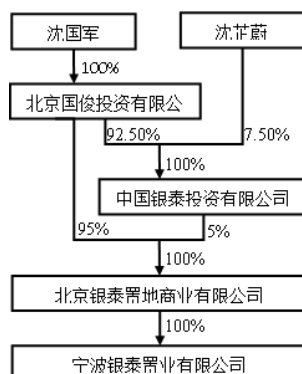 沈国军
沈芷蔚
100%
北京国俊投资有限公
92.50%
7.50%
100%
中国银泰投资有限公司
95%
5%
100%
北京银泰置地商业有限公司
100%
宁波银泰置业有限公司